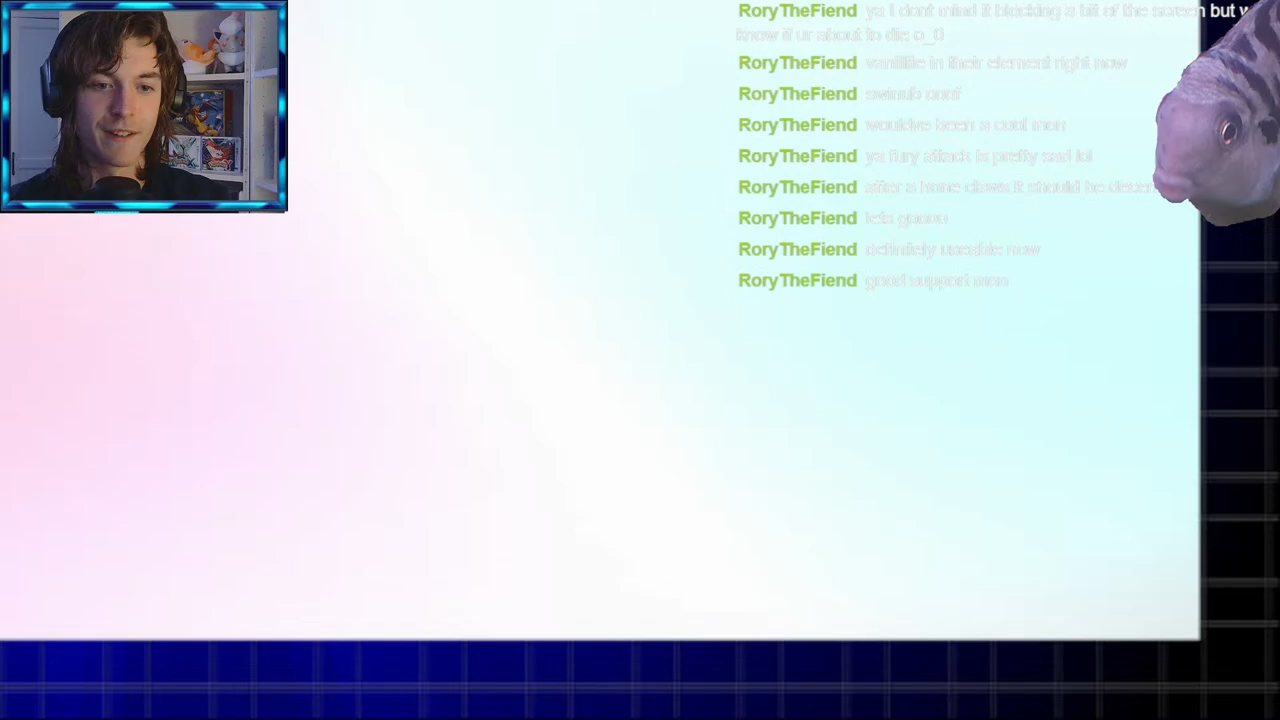 RoryTheFiend ya I dont mind it blocking a bit of the screen but w
know if ur about to die o_0
RoryTheFiend vanillite in their element right now
RoryTheFiend swinub oof
RoryTheFiend wouldve been a cool mon
RoryTheFiend ya fury attack is pretty sad lol
RoryTheFiend after a hone claws it should be decen
RoryTheFiend lets goooo
RoryTheFiend definitely useable now
RoryTheFiend good support mon